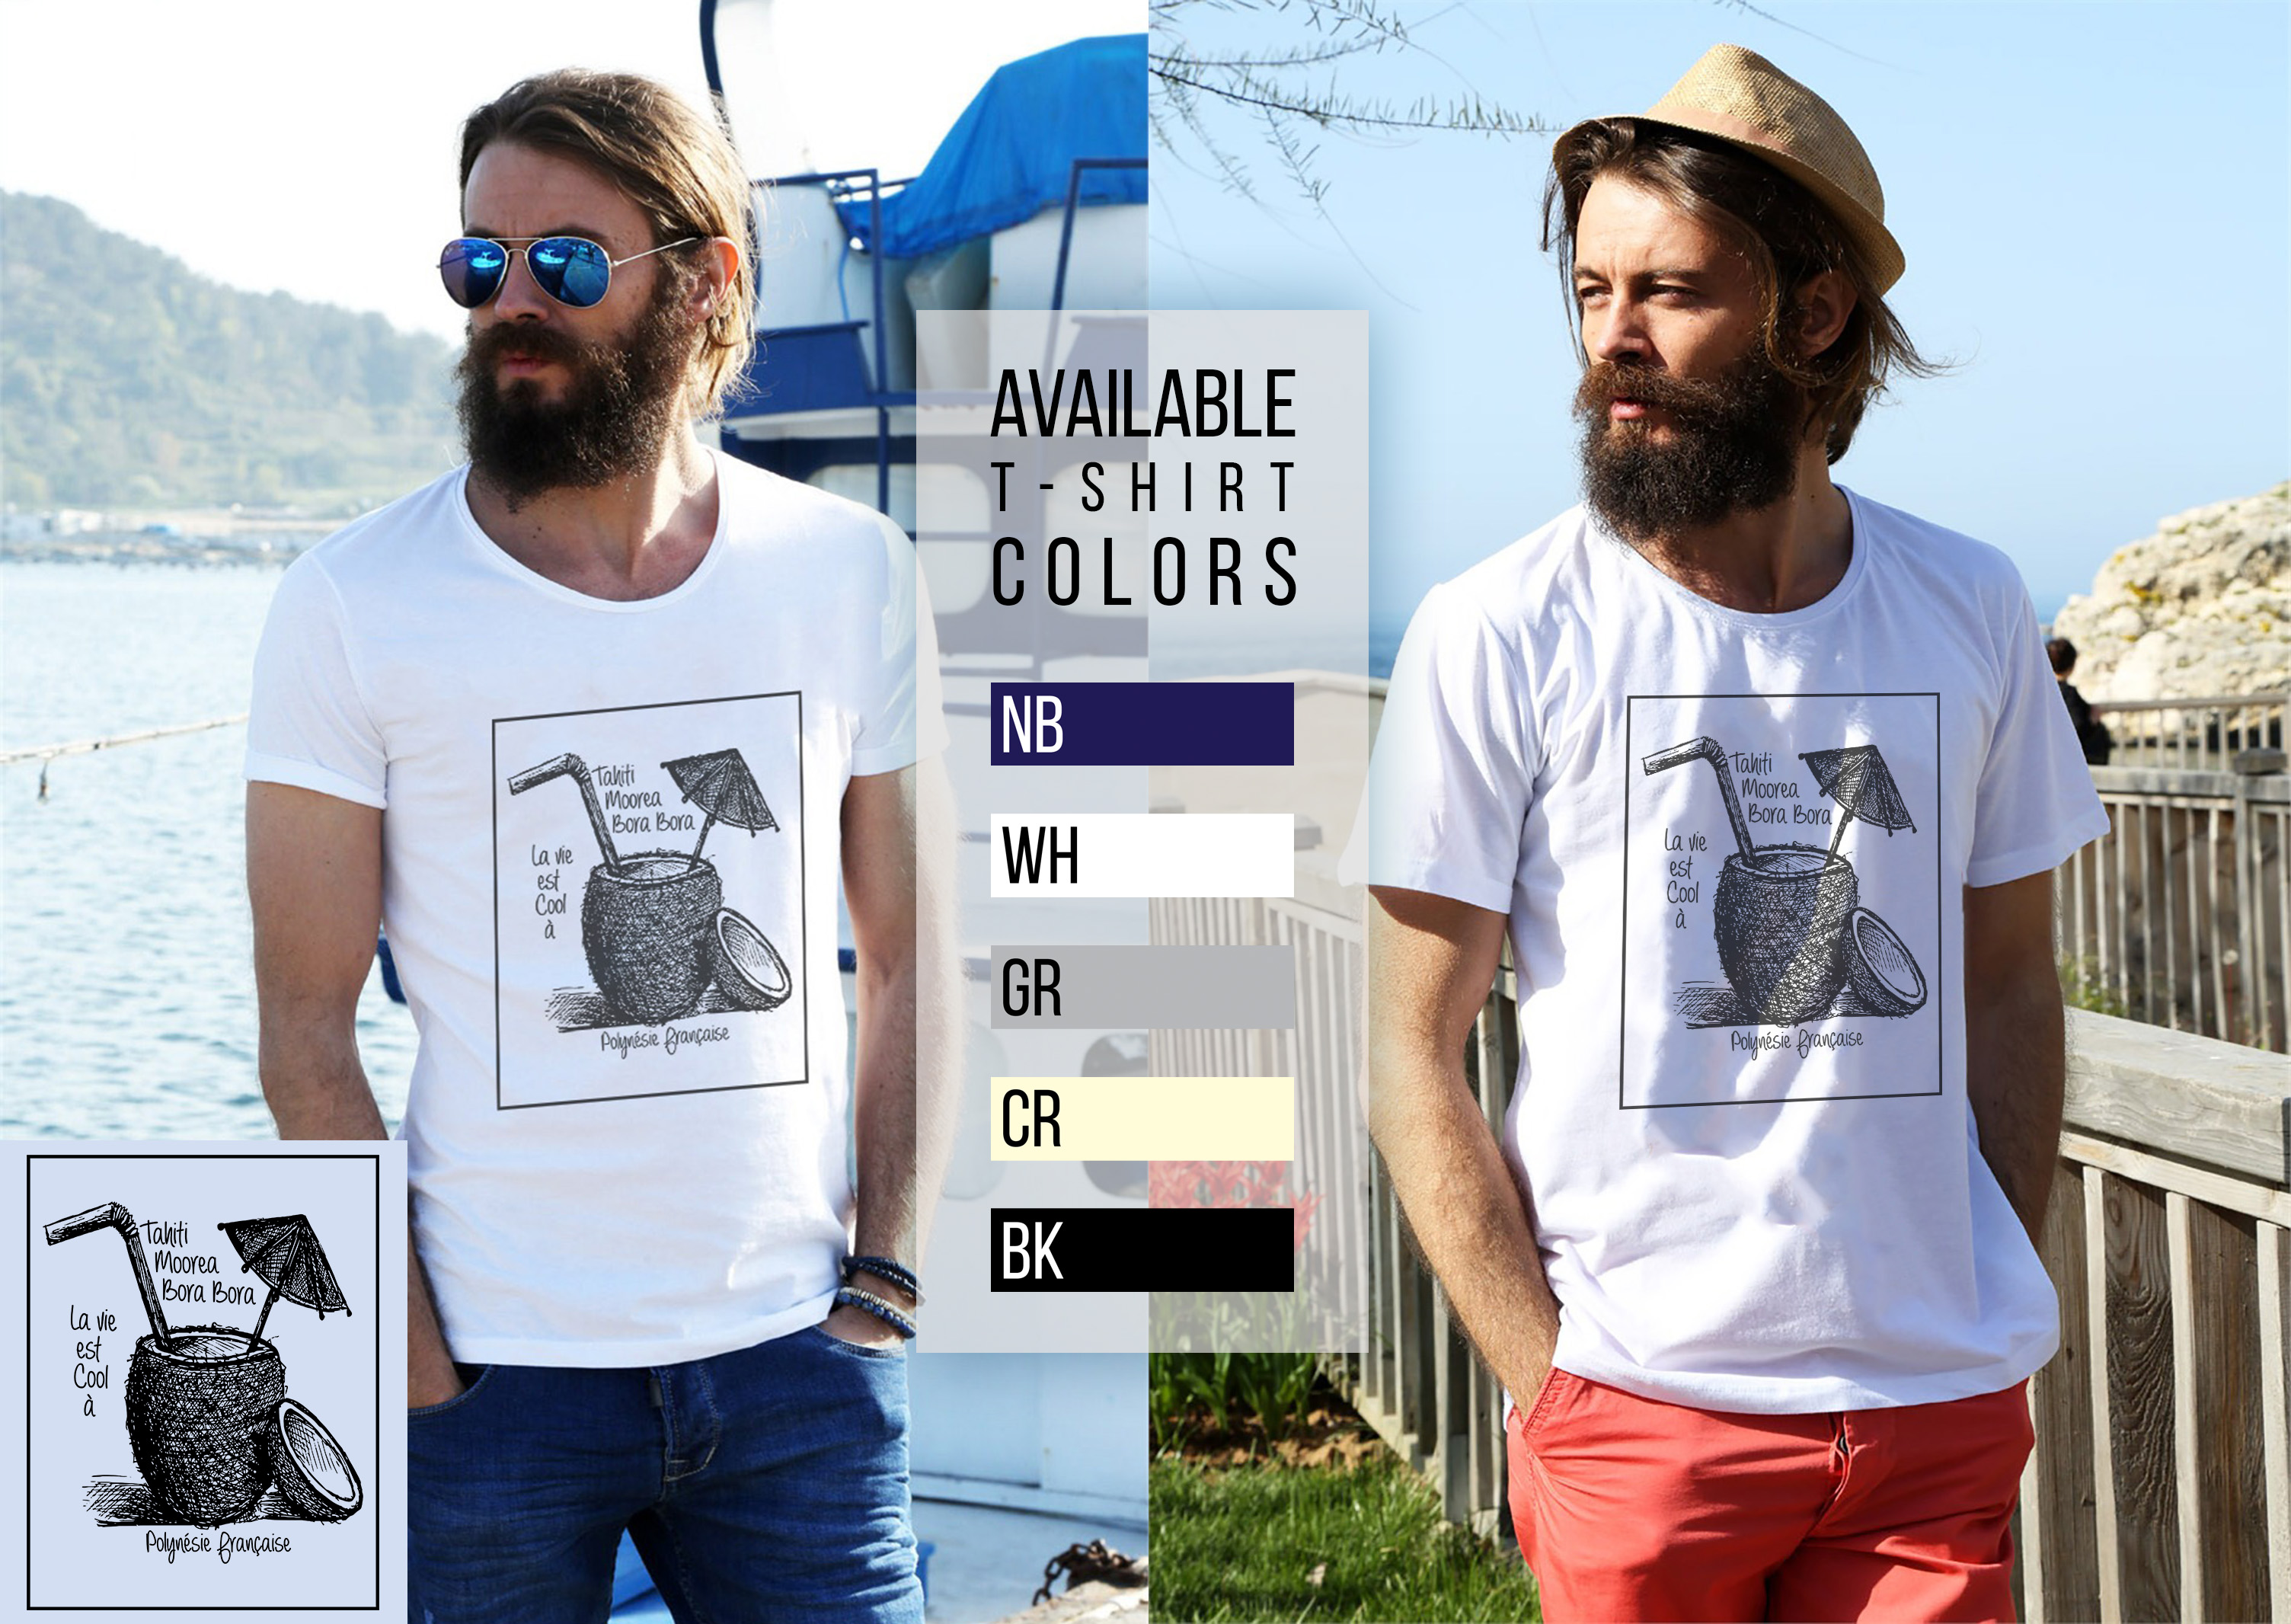 Tahiti
Moorea
Bora Bora
La vie
est
Cool
à
Polynésie française
AVAILABLE
T-SHIRT
COLORS
NB
WH
GR
CR
BK
Tahiti
Moorea
Bora Bora
La vie
est
Cool
à
Polynésie française
Tahiti
Moorea
Bora Bora
La vie
est
Cool
à
Polynésie française